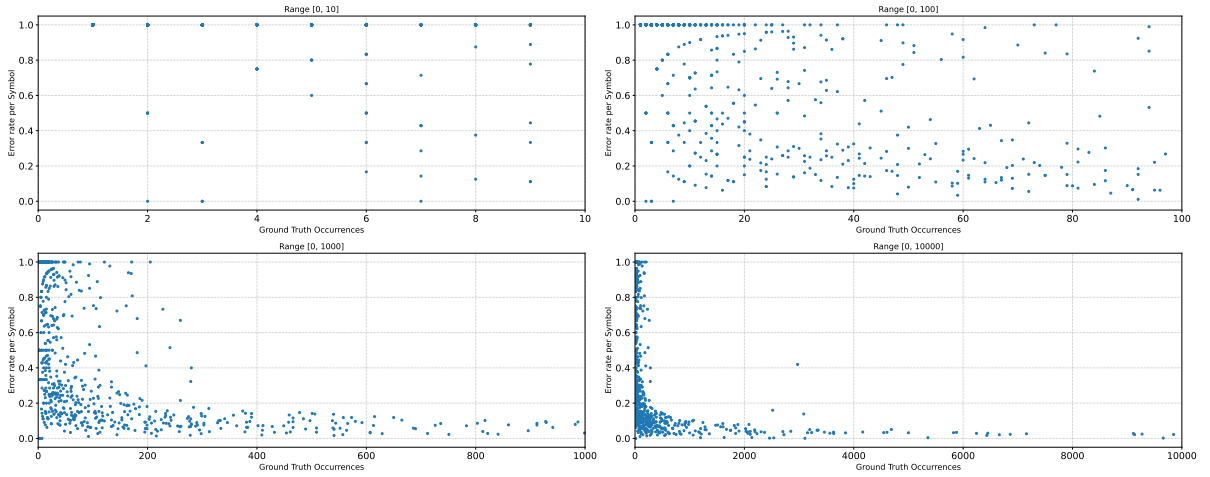 Range [0, 10]
Error rate per Symbol
1.0
0.8
0.6
0.4
0.2
0.0
0 2 4 6 8 10
Ground Truth Occurrences
Range [0, 100]
Error rate per Symbol
1.0
0.8
0.6
0.4
0.2
0.0
0 20 40 60 80 100
Ground Truth Occurrences
Range [0, 1000]
Error rate per Symbol
1.0
0.8
0.6
0.4
0.2
0.0
0 200 400 600 800 1000
Ground Truth Occurrences
Range [0, 10000]
Error rate per Symbol
1.0
0.8
0.6
0.4
0.2
0.0
0 2000 4000 6000 8000 10000
Ground Truth Occurrences